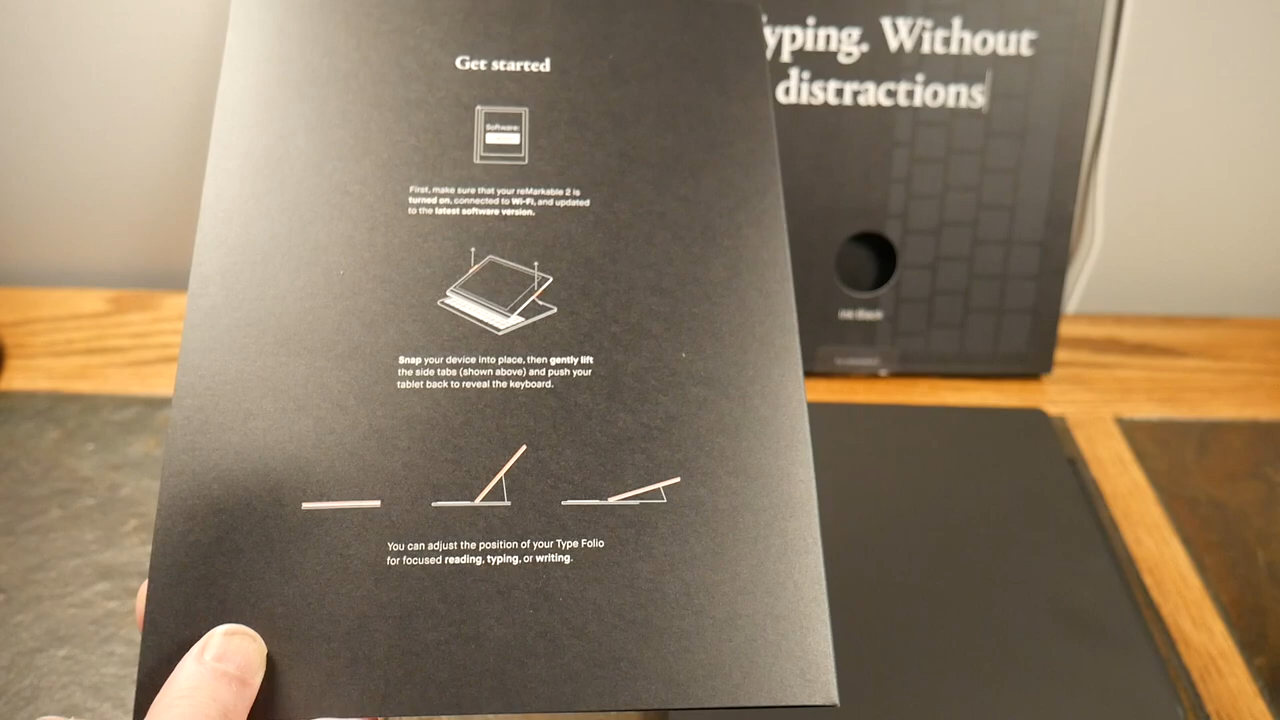 Get started
Software:
First, make sure that your reMarkable 2 is
turned on, connected to Wi-Fi, and updated
to the latest software version.
Snap your device into place, then gently lift
the side tabs (shown above) and push your
tablet back to reveal the keyboard.
You can adjust the position of your Type Folio
for focused reading, typing, or writing.
yping. Without
distractions
Ink Black